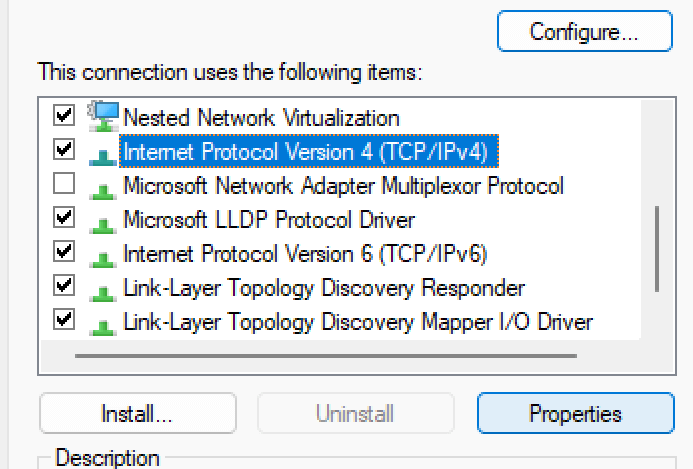 Configure...
This connection uses the following items:
Nested Network Virtualization
Internet Protocol Version 4 (TCP/IPv4)
Microsoft Network Adapter Multiplexor Protocol
Microsoft LLDP Protocol Driver
Internet Protocol Version 6 (TCP/IPv6)
Link-Layer Topology Discovery Responder
Link-Layer Topology Discovery Mapper I/O Driver
Install... Uninstall Properties
Description